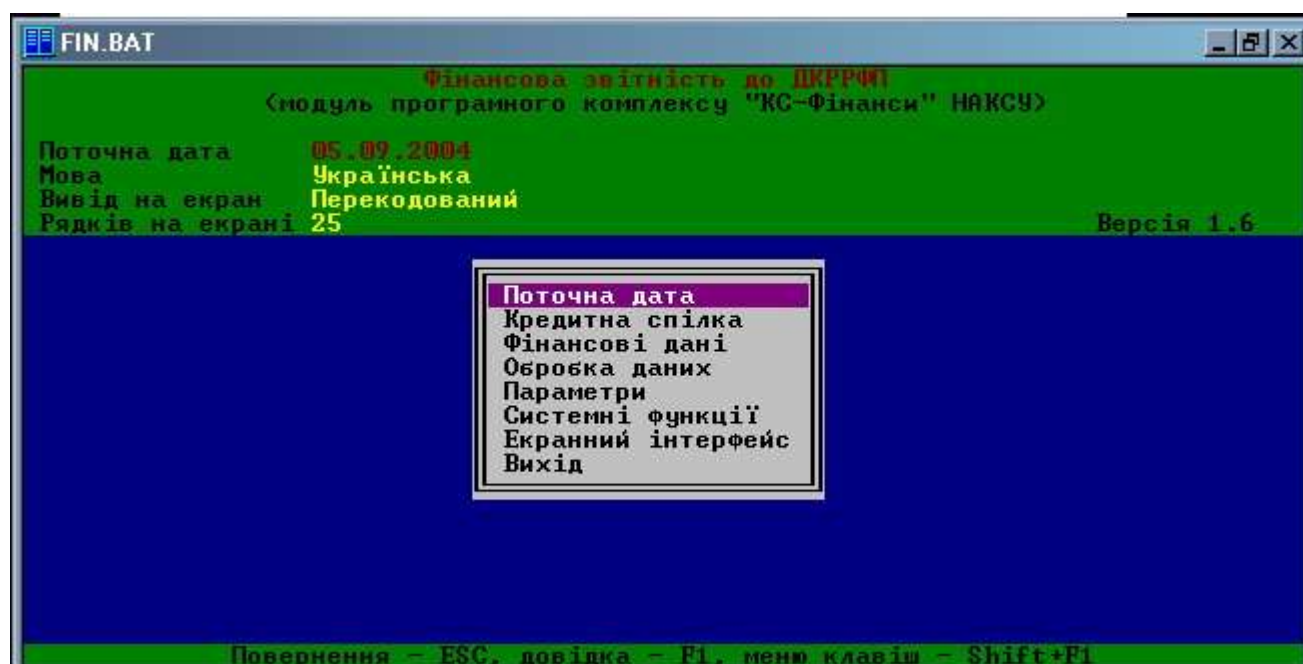 FIN.BAT
Фінансова звітність до ДКРРФП
(модуль програмного комплексу "КС-Фінанси" НАКСУ)
Поточна дата 05.09.2004
Мова Українська
Вивід на екран Перекодований
Рядків на екрані 25 Версія 1.6
Поточна дата
Кредитна спілка
Фінансові дані
Обробка даних
Параметри
Системні функції
Екранний інтерфейс
Вихід
Повернення - ESC, довідка - F1, меню клавіш - Shift+F1